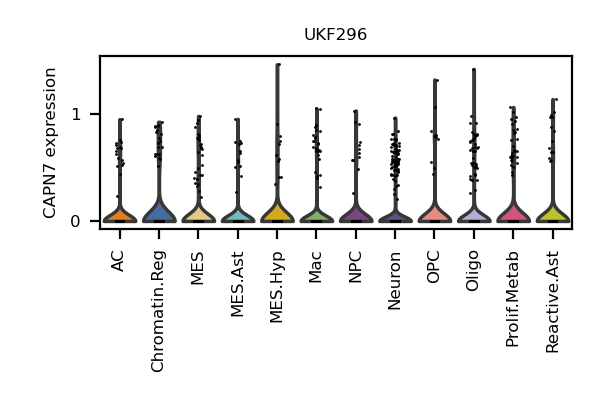 UKF296
CAPN7 expression
1
0
AC
Chromatin.Reg
MES
MES.Ast
MES.Hyp
Mac
NPC
Neuron
OPC
Oligo
Prolif.Metab
Reactive.Ast